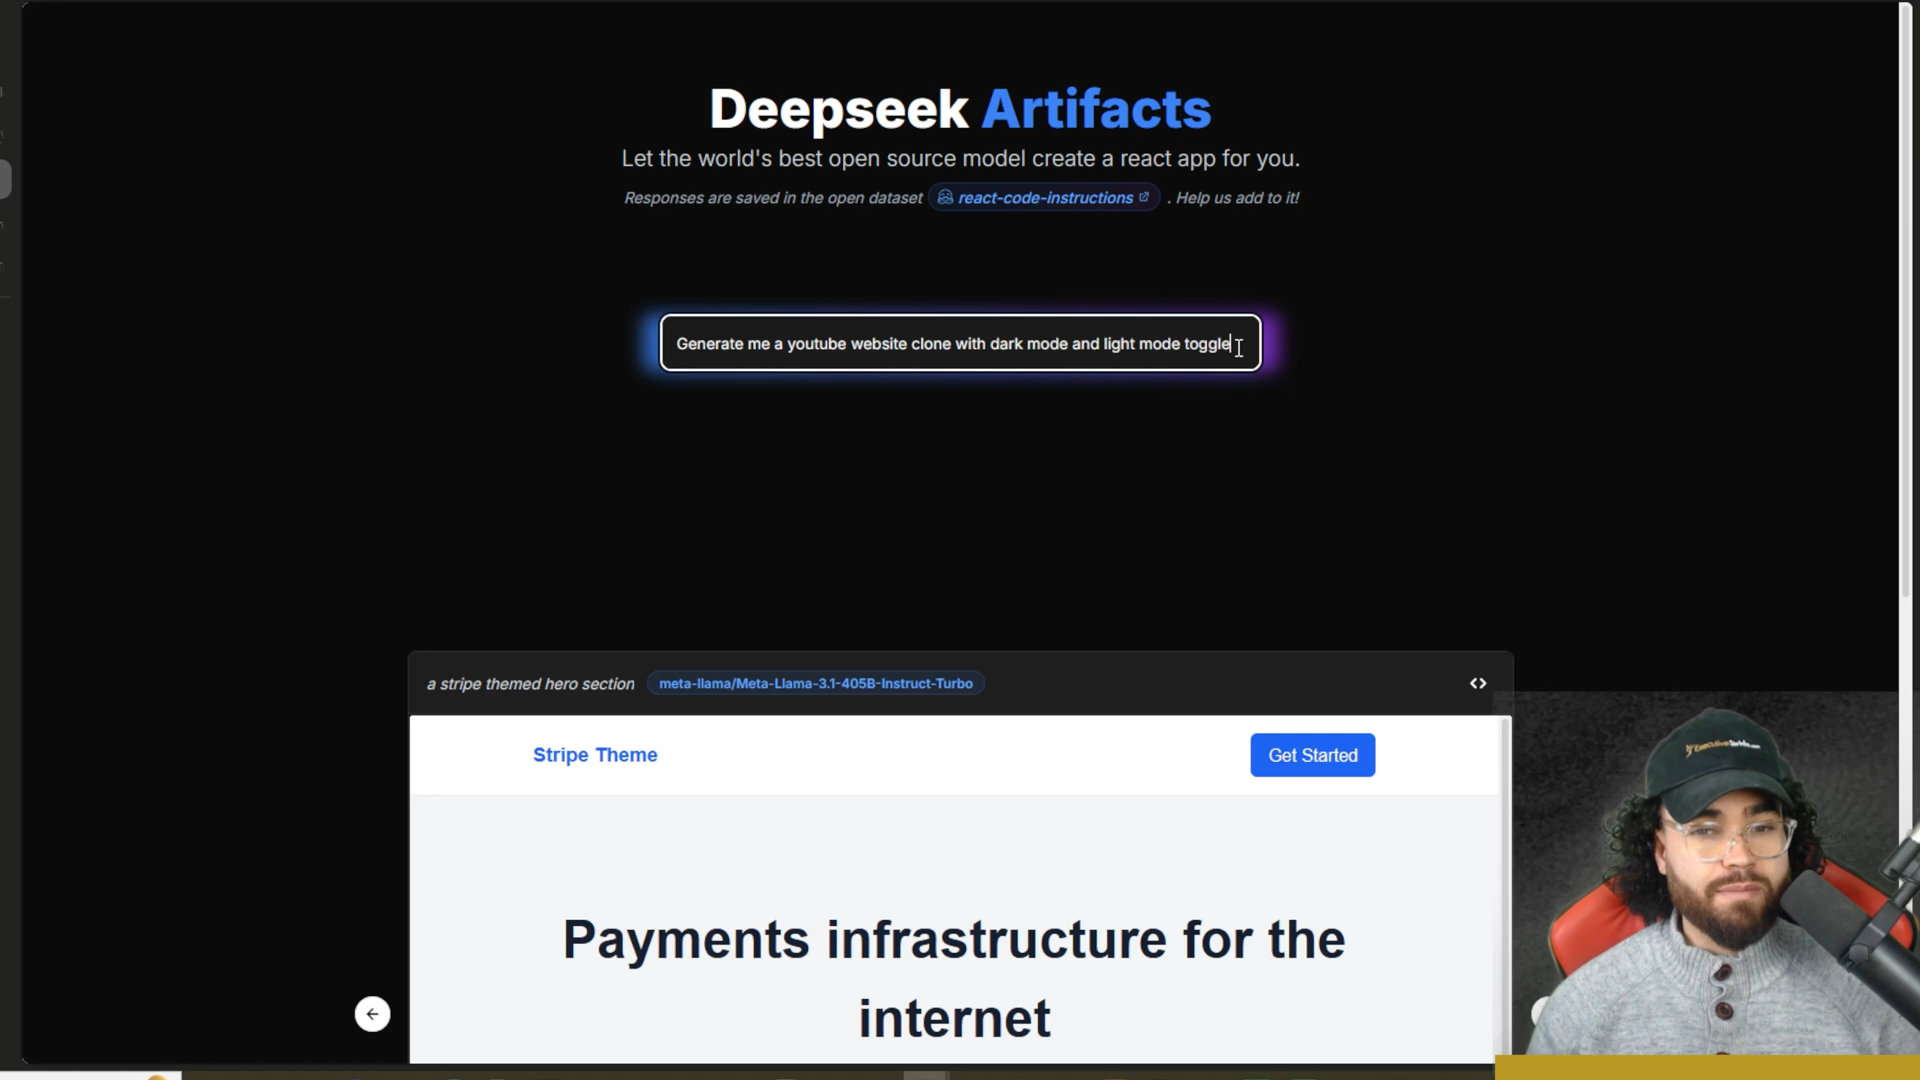 Deepseek Artifacts
Let the world's best open source model create a react app for you.
Responses are saved in the open dataset react-code-instructions . Help us add to it!
Generate me a youtube website clone with dark mode and light mode toggle
a stripe themed hero section meta-llama/Meta-Llama-3.1-405B-Instruct-Turbo
Stripe Theme
Get Started
Payments infrastructure for the
internet